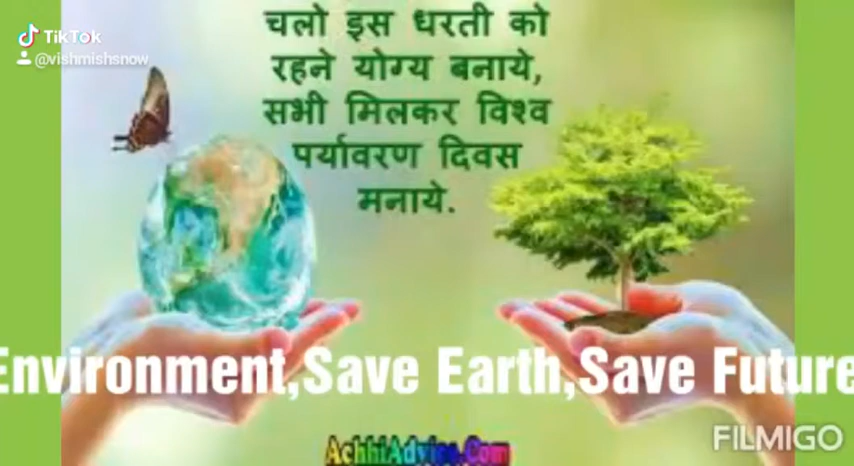 TikTok
@vishmishsnow
चलो इस धरती को
रहने योग्य बनाये,
सभी मिलकर विश्व
पर्यावरण दिवस
मनाये.
Environment,Save Earth,Save Future
AchhiAdvice.Com
FILMIGO